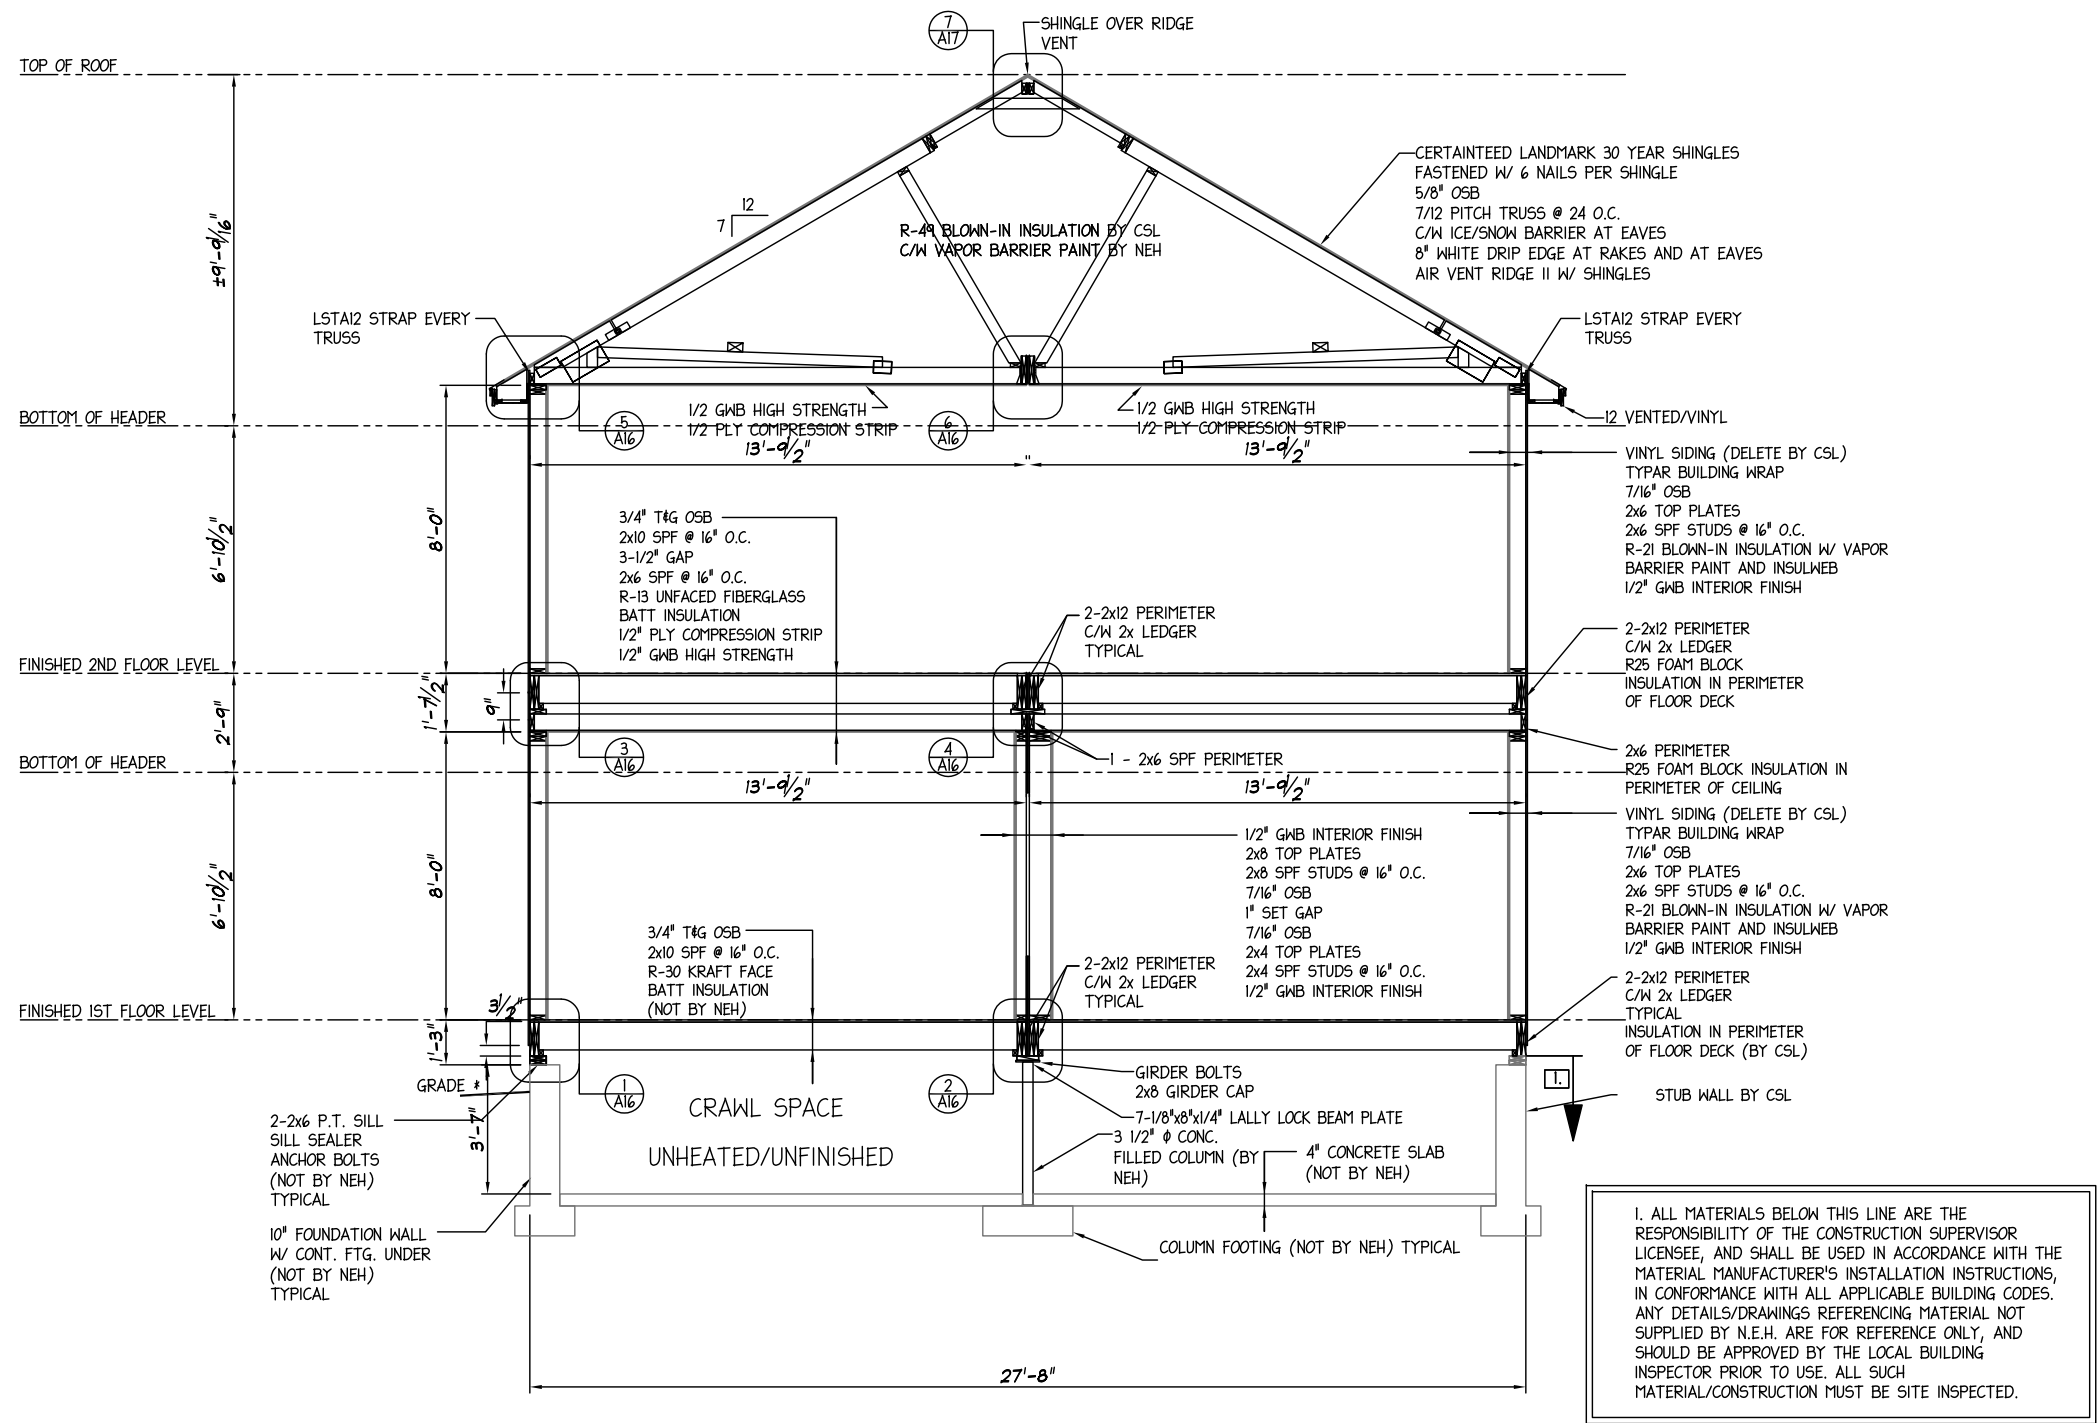 7
A17
SHINGLE OVER RIDGE
VENT
TOP OF ROOF
CERTAINTEED LANDMARK 30 YEAR SHINGLES
FASTENED W/ 6 NAILS PER SHINGLE
5/8" OSB
7/12 PITCH TRUSS @ 24 O.C.
C/W ICE/SNOW BARRIER AT EAVES
8" WHITE DRIP EDGE AT RAKES AND AT EAVES
AIR VENT RIDGE II W/ SHINGLES
12
7
R-49 BLOWN-IN INSULATION BY CSL
C/W VAPOR BARRIER PAINT BY NEH
±9'-9/16"
LSTA12 STRAP EVERY
TRUSS
LSTA12 STRAP EVERY
TRUSS
BOTTOM OF HEADER
1/2 GWB HIGH STRENGTH
1/2 PLY COMPRESSION STRIP
5
A16
6
A16
1/2 GWB HIGH STRENGTH
1/2 PLY COMPRESSION STRIP
12 VENTED/VINYL
13'-9 1/2"
"
13'-9 1/2"
VINYL SIDING (DELETE BY CSL)
TYPAR BUILDING WRAP
7/16" OSB
2x6 TOP PLATES
2x6 SPF STUDS @ 16" O.C.
R-21 BLOWN-IN INSULATION W/ VAPOR
BARRIER PAINT AND INSULWEB
1/2" GWB INTERIOR FINISH
6'-10 1/2"
8'-0"
3/4" T&G OSB
2x10 SPF @ 16" O.C.
3-1/2" GAP
2x6 SPF @ 16" O.C.
R-13 UNFACED FIBERGLASS
BATT INSULATION
1/2" PLY COMPRESSION STRIP
1/2" GWB HIGH STRENGTH
2-2x12 PERIMETER
C/W 2x LEDGER
TYPICAL
2-2x12 PERIMETER
C/W 2x LEDGER
R25 FOAM BLOCK
INSULATION IN PERIMETER
OF FLOOR DECK
FINISHED 2ND FLOOR LEVEL
2'-9"
1'-7 1/2"
9"
3
A16
4
A16
1 - 2x6 SPF PERIMETER
2x6 PERIMETER
R25 FOAM BLOCK INSULATION IN
PERIMETER OF CEILING
BOTTOM OF HEADER
13'-9 1/2"
13'-9 1/2"
VINYL SIDING (DELETE BY CSL)
TYPAR BUILDING WRAP
7/16" OSB
2x6 TOP PLATES
2x6 SPF STUDS @ 16" O.C.
R-21 BLOWN-IN INSULATION W/ VAPOR
BARRIER PAINT AND INSULWEB
1/2" GWB INTERIOR FINISH
6'-10 1/2"
8'-0"
1/2" GWB INTERIOR FINISH
2x8 TOP PLATES
2x8 SPF STUDS @ 16" O.C.
7/16" OSB
1" SET GAP
7/16" OSB
2x4 TOP PLATES
2x4 SPF STUDS @ 16" O.C.
1/2" GWB INTERIOR FINISH
3/4" T&G OSB
2x10 SPF @ 16" O.C.
R-30 KRAFT FACE
BATT INSULATION
(NOT BY NEH)
2-2x12 PERIMETER
C/W 2x LEDGER
TYPICAL
2-2x12 PERIMETER
C/W 2x LEDGER
TYPICAL
INSULATION IN PERIMETER
OF FLOOR DECK (BY CSL)
FINISHED 1ST FLOOR LEVEL
3 1/2"
1'-3"
GRADE *
3'-7"
1
A16
2
A16
GIRDER BOLTS
2x8 GIRDER CAP
7-1/8"x8"x1/4" LALLY LOCK BEAM PLATE
3 1/2" ϕ CONC.
FILLED COLUMN (BY
NEH)
1.
STUB WALL BY CSL
CRAWL SPACE
UNHEATED/UNFINISHED
4" CONCRETE SLAB
(NOT BY NEH)
2-2x6 P.T. SILL
SILL SEALER
ANCHOR BOLTS
(NOT BY NEH)
TYPICAL
10" FOUNDATION WALL
W/ CONT. FTG. UNDER
(NOT BY NEH)
TYPICAL
COLUMN FOOTING (NOT BY NEH) TYPICAL
27'-8"
1. ALL MATERIALS BELOW THIS LINE ARE THE
RESPONSIBILITY OF THE CONSTRUCTION SUPERVISOR
LICENSEE, AND SHALL BE USED IN ACCORDANCE WITH THE
MATERIAL MANUFACTURER'S INSTALLATION INSTRUCTIONS,
IN CONFORMANCE WITH ALL APPLICABLE BUILDING CODES.
ANY DETAILS/DRAWINGS REFERENCING MATERIAL NOT
SUPPLIED BY N.E.H. ARE FOR REFERENCE ONLY, AND
SHOULD BE APPROVED BY THE LOCAL BUILDING
INSPECTOR PRIOR TO USE. ALL SUCH
MATERIAL/CONSTRUCTION MUST BE SITE INSPECTED.